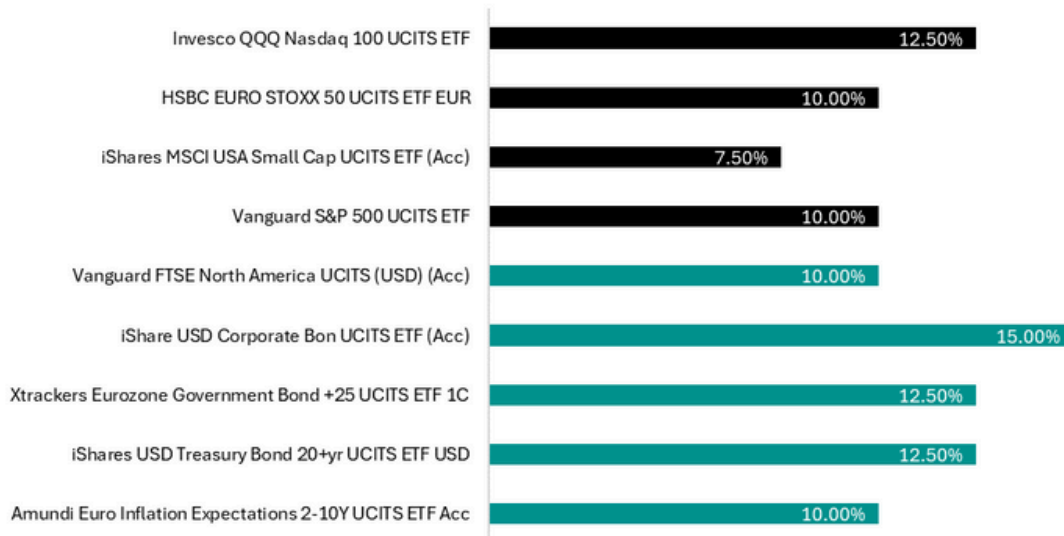 Invesco QQQ Nasdaq 100 UCITS ETF 12.50%
HSBC EURO STOXX 50 UCITS ETF EUR 10.00%
iShares MSCI USA Small Cap UCITS ETF (Acc) 7.50%
Vanguard S&P 500 UCITS ETF 10.00%
Vanguard FTSE North America UCITS (USD) (Acc) 10.00%
iShare USD Corporate Bon UCITS ETF (Acc) 15.00%
Xtrackers Eurozone Government Bond +25 UCITS ETF 1C 12.50%
iShares USD Treasury Bond 20+yr UCITS ETF USD 12.50%
Amundi Euro Inflation Expectations 2-10Y UCITS ETF Acc 10.00%